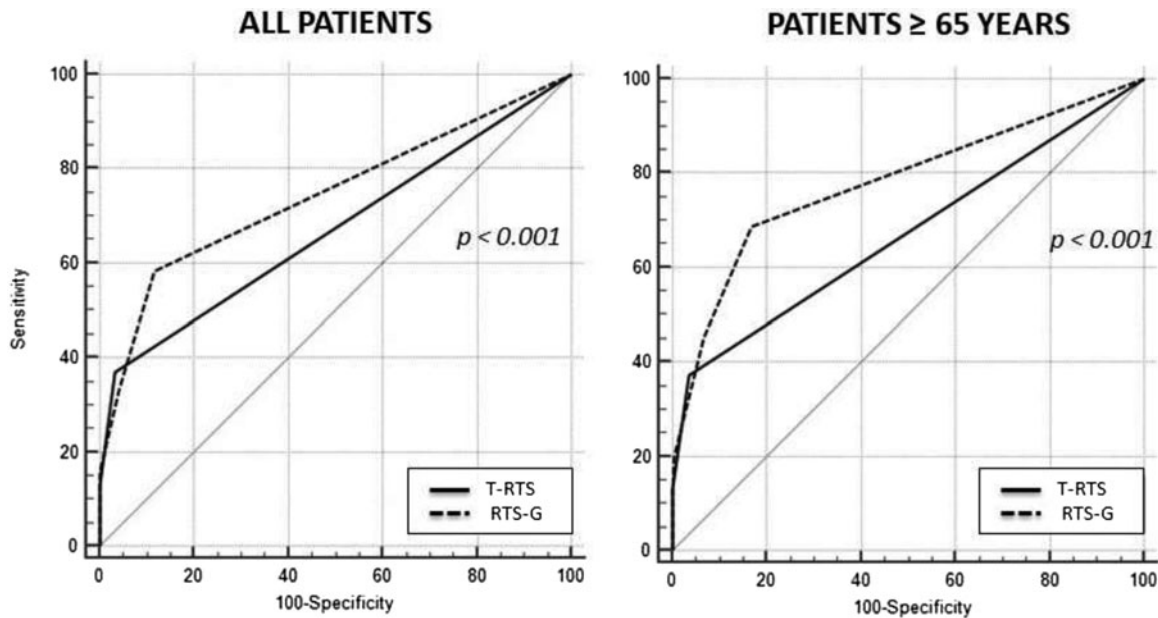 ALL PATIENTS
100
80
60
40
20
0
Sensitivity
p < 0.001
T-RTS
RTS-G
0 20 40 60 80 100
100-Specificity
PATIENTS ≥ 65 YEARS
100
80
60
40
20
0
p < 0.001
T-RTS
RTS-G
0 20 40 60 80 100
100-Specificity